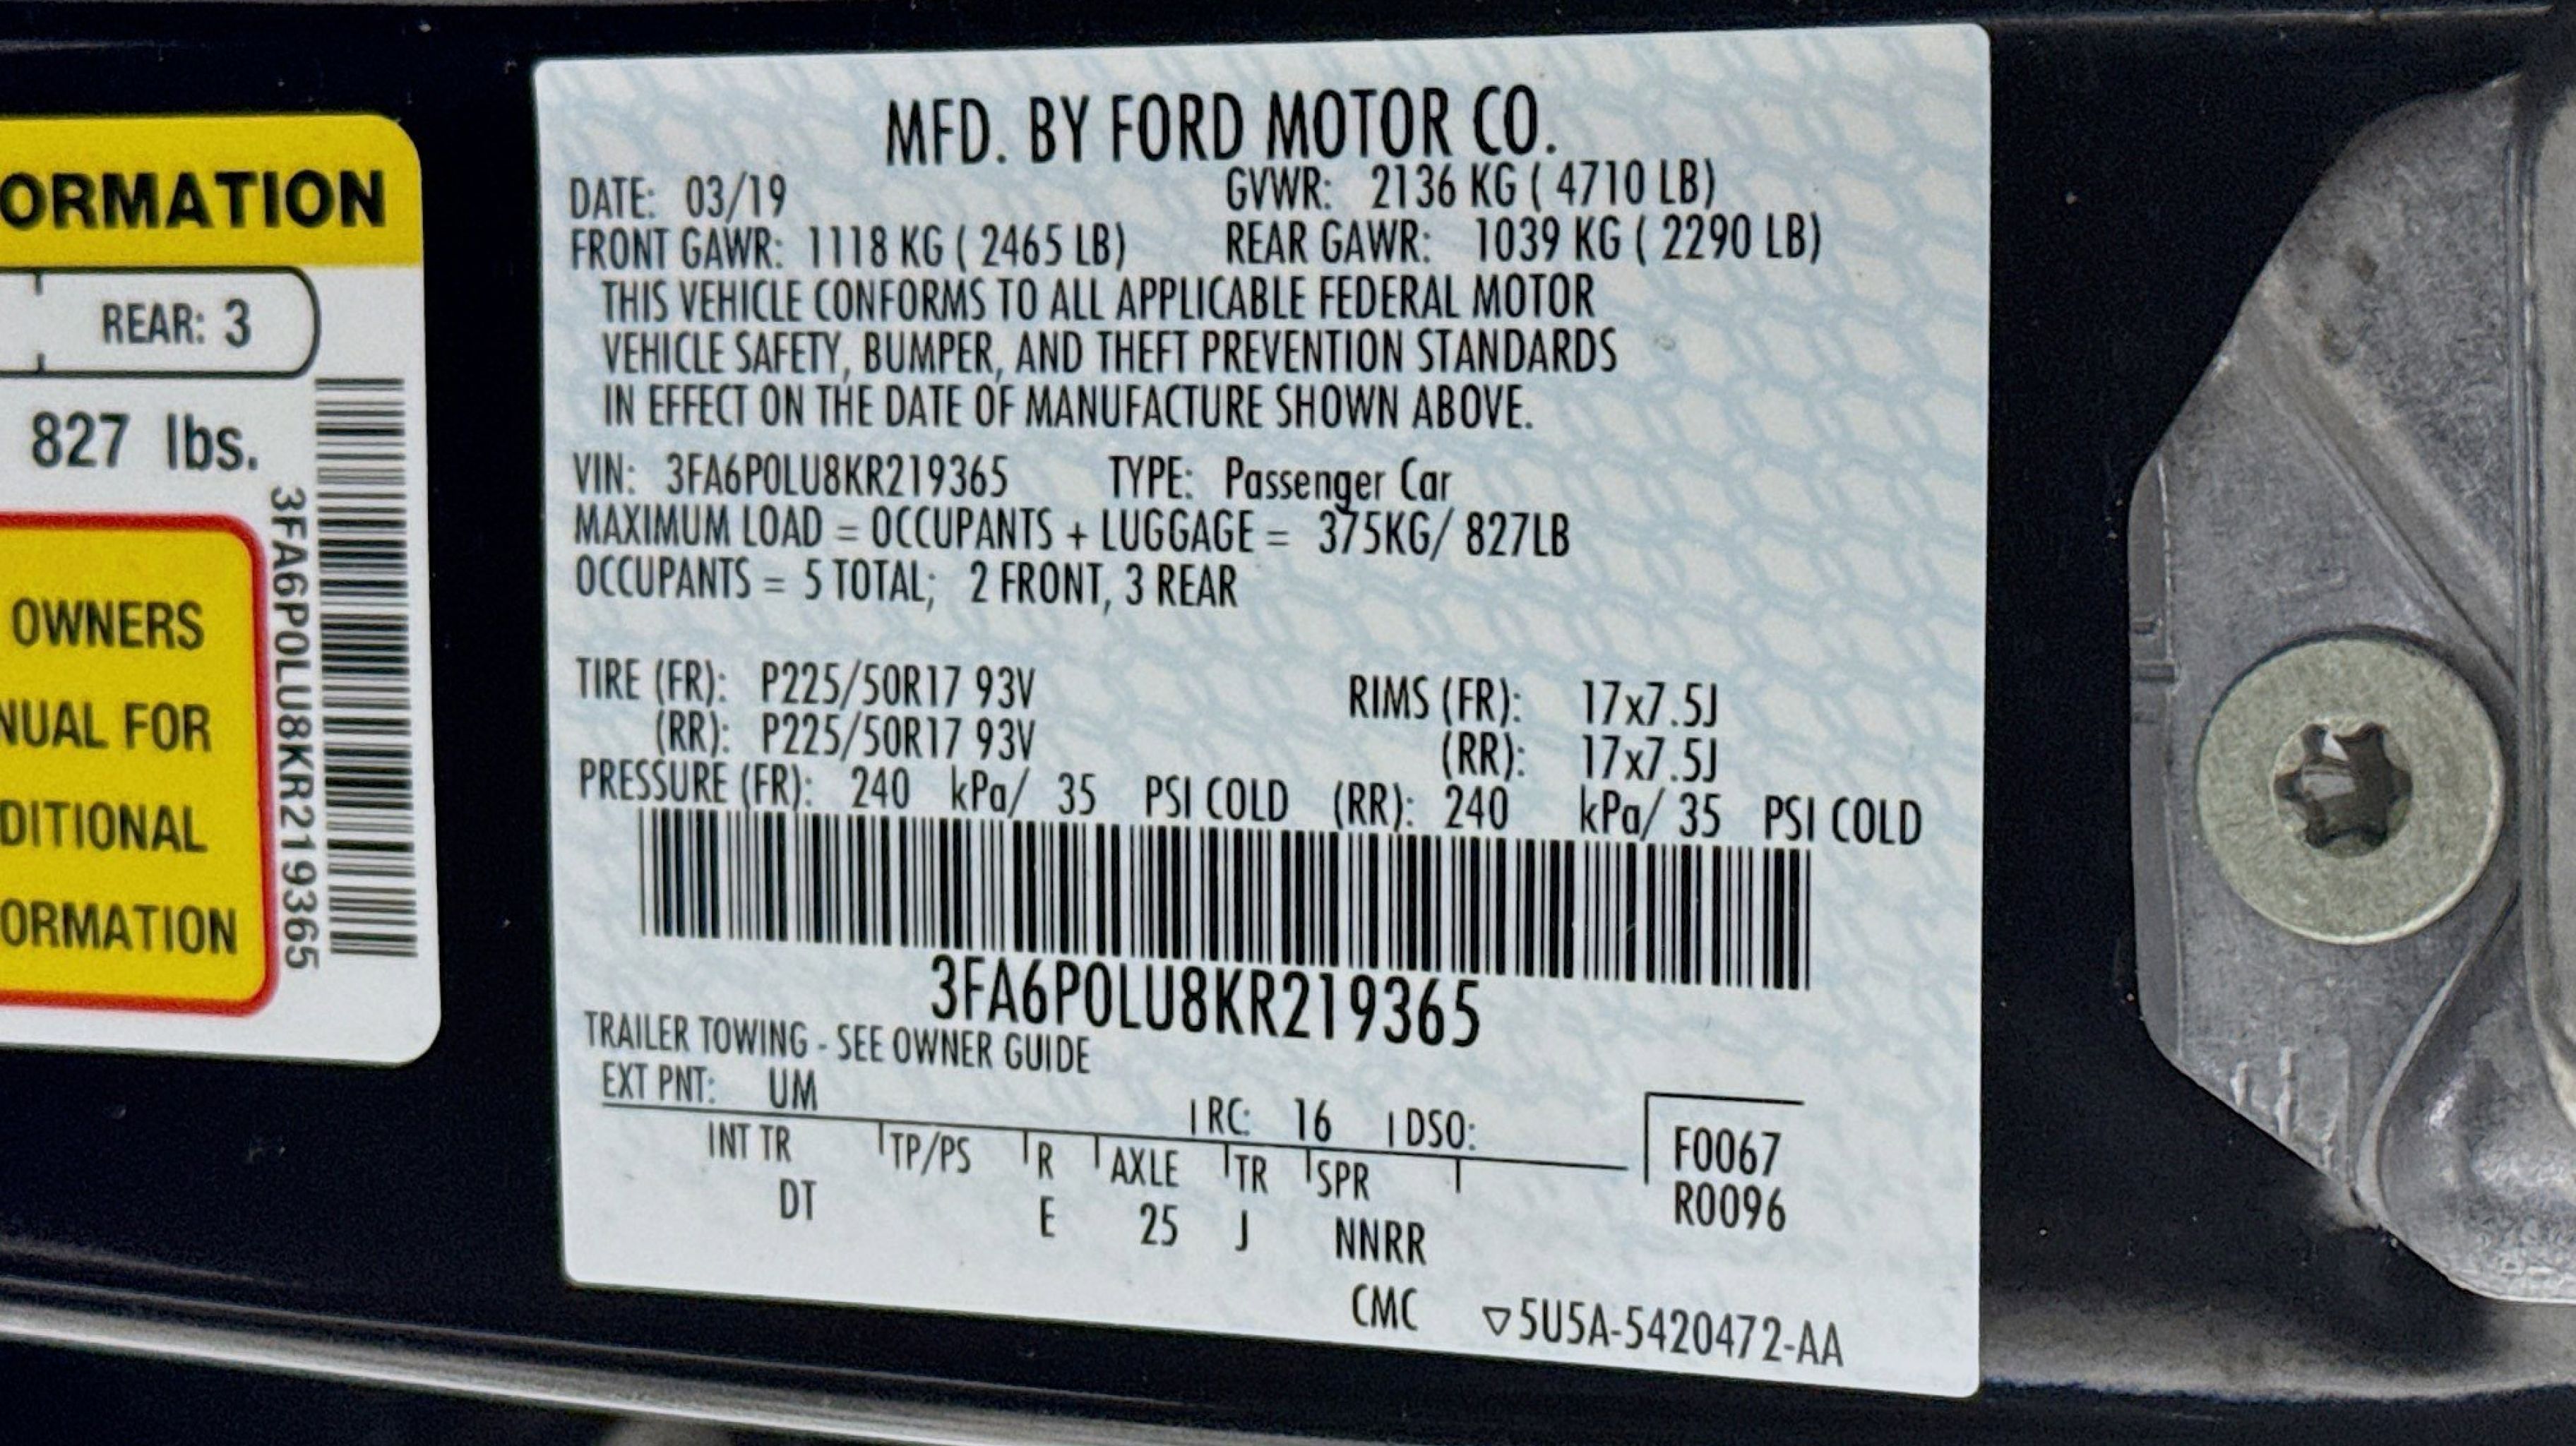 ORMATION
REAR: 3
827 lbs.
OWNERS
NUAL FOR
DITIONAL
ORMATION
3FA6P0LU8KR219365
MFD. BY FORD MOTOR CO.
DATE: 03/19 GVWR: 2136 KG ( 4710 LB)
FRONT GAWR: 1118 KG ( 2465 LB) REAR GAWR: 1039 KG ( 2290 LB)
THIS VEHICLE CONFORMS TO ALL APPLICABLE FEDERAL MOTOR
VEHICLE SAFETY, BUMPER, AND THEFT PREVENTION STANDARDS
IN EFFECT ON THE DATE OF MANUFACTURE SHOWN ABOVE.
VIN: 3FA6P0LU8KR219365 TYPE: Passenger Car
MAXIMUM LOAD = OCCUPANTS + LUGGAGE = 375KG/ 827LB
OCCUPANTS = 5 TOTAL; 2 FRONT, 3 REAR
TIRE (FR): P225/50R17 93V RIMS (FR): 17x7.5J
(RR): P225/50R17 93V (RR): 17x7.5J
PRESSURE (FR): 240 kPa/ 35 PSI COLD (RR): 240 kPa/ 35 PSI COLD
3FA6P0LU8KR219365
TRAILER TOWING - SEE OWNER GUIDE
EXT PNT: UM RC: 16 DSO:
INT TR TP/PS R AXLE TR SPR F0067
DT E 25 J NNRR R0096
CMC ▽5U5A-5420472-AA